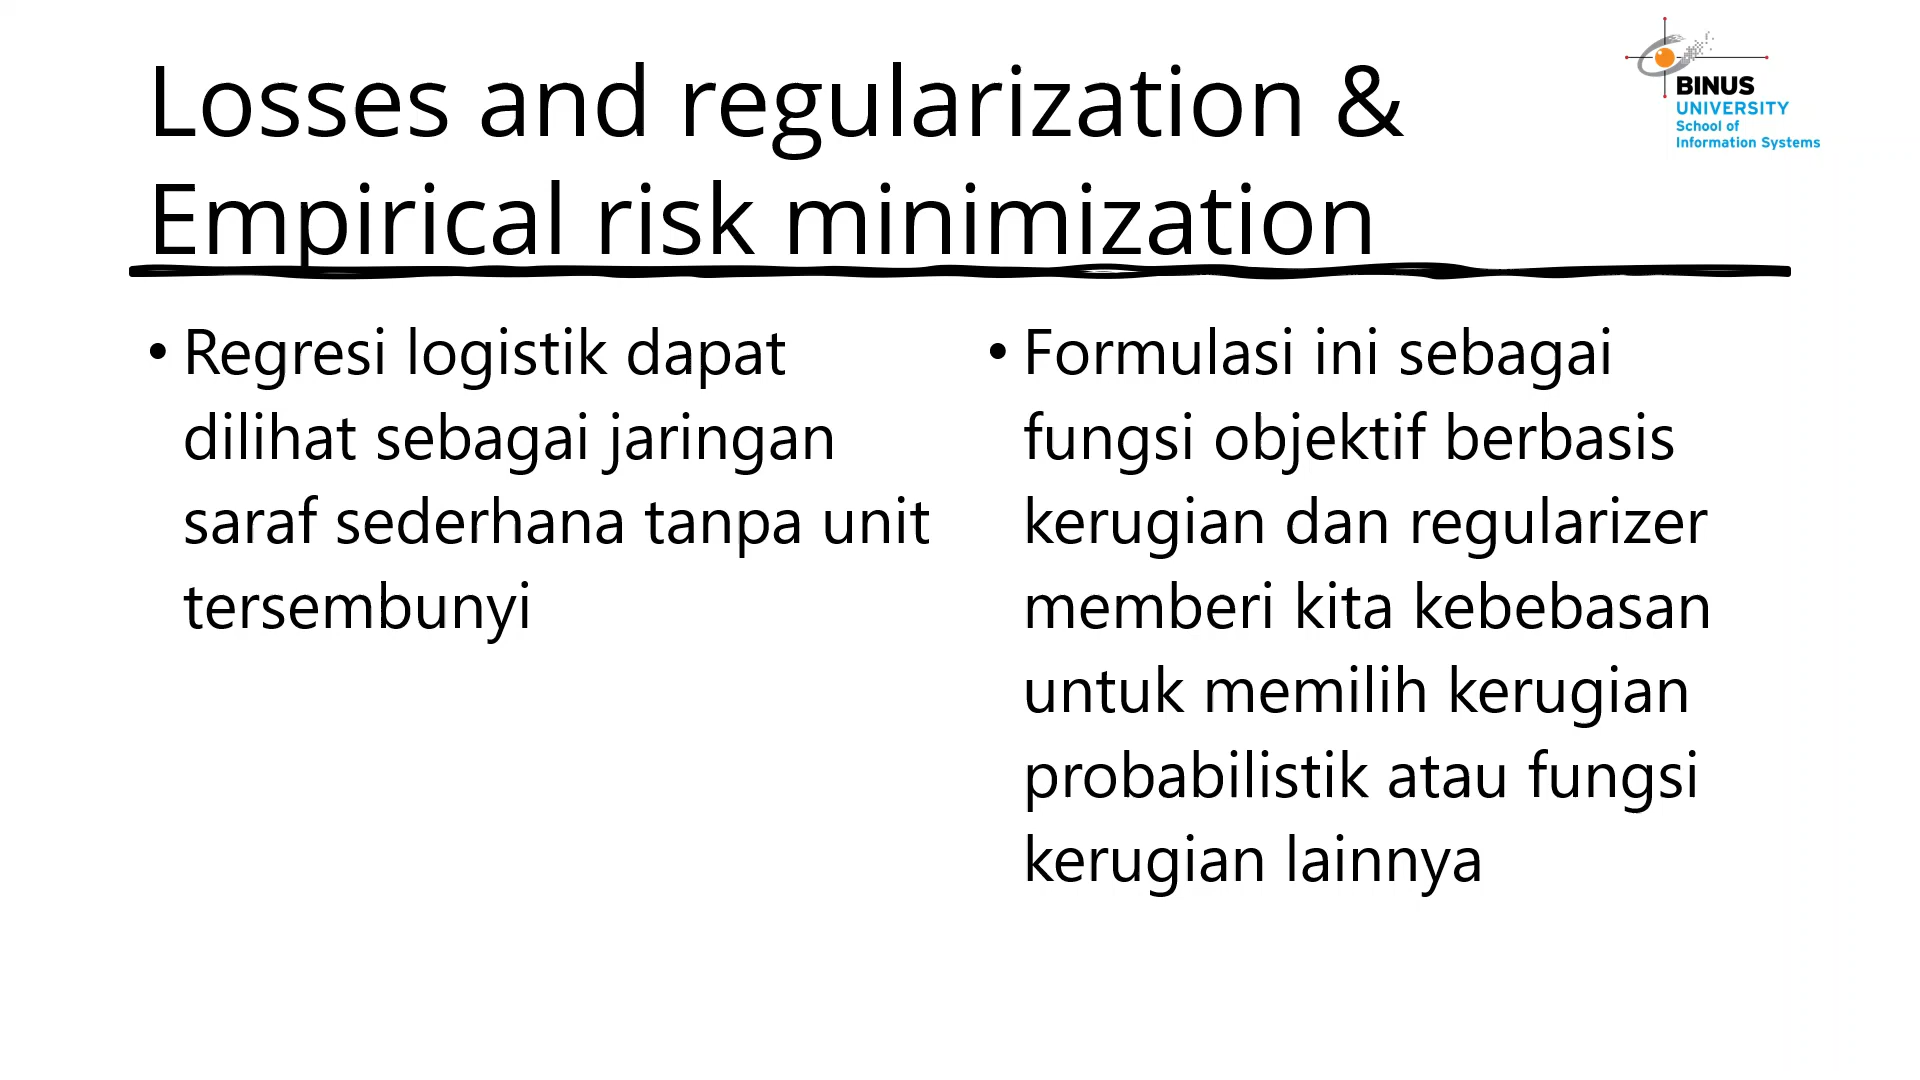 Losses and regularization &
Empirical risk minimization
BINUS
UNIVERSITY
School of
Information Systems
• Regresi logistik dapat
dilihat sebagai jaringan
saraf sederhana tanpa unit
tersembunyi
• Formulasi ini sebagai
fungsi objektif berbasis
kerugian dan regularizer
memberi kita kebebasan
untuk memilih kerugian
probabilistik atau fungsi
kerugian lainnya